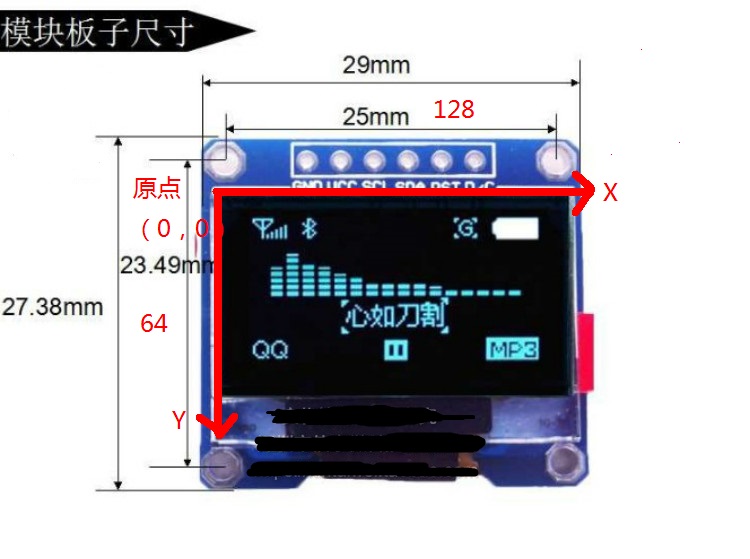 模块板子尺寸
29mm
25mm 128
GND VCC SCL SDA RST D/C
原点
（0，0）
X
G
23.49mm
27.38mm
64
心如刀割
QQ
MP3
Y